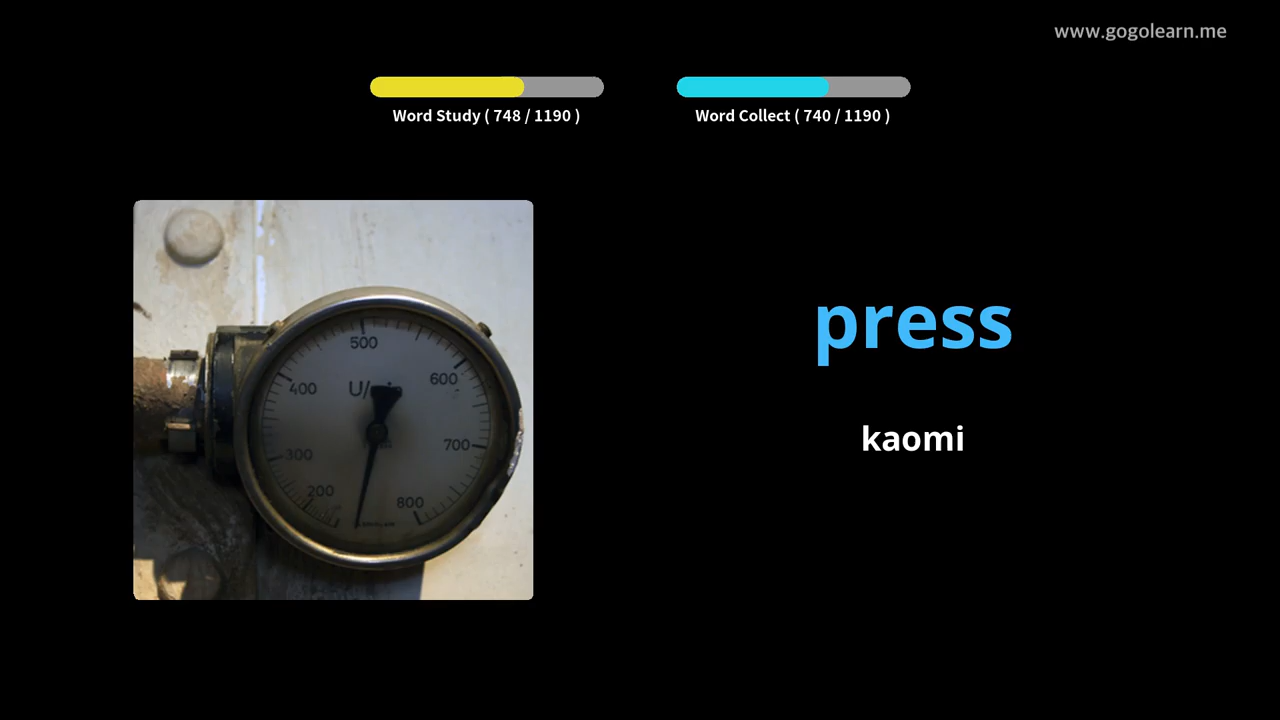 www.gogolearn.me
Word Study ( 748 / 1190 )
Word Collect ( 740 / 1190 )
500
400
600
U/
300
700
200
800
press
kaomi